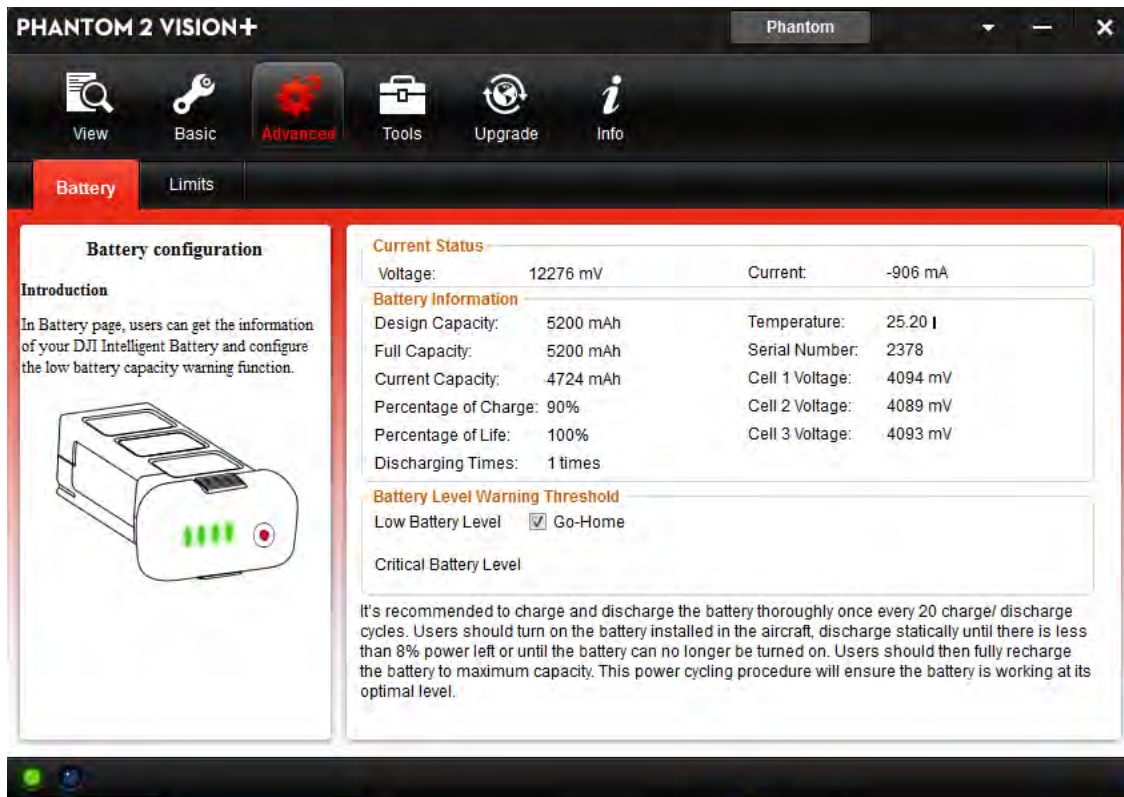 PHANTOM 2 VISION+
Phantom
View
Basic
Advanced
Tools
Upgrade
Info
Battery
Limits
Battery configuration
Introduction
In Battery page, users can get the information
of your DJI Intelligent Battery and configure
the low battery capacity warning function.
Current Status
Voltage: 12276 mV Current: -906 mA
Battery Information
Design Capacity: 5200 mAh Temperature: 25.20
Full Capacity: 5200 mAh Serial Number: 2378
Current Capacity: 4724 mAh Cell 1 Voltage: 4094 mV
Percentage of Charge: 90% Cell 2 Voltage: 4089 mV
Percentage of Life: 100% Cell 3 Voltage: 4093 mV
Discharging Times: 1 times
Battery Level Warning Threshold
Low Battery Level Go-Home
Critical Battery Level
It's recommended to charge and discharge the battery thoroughly once every 20 charge/ discharge
cycles. Users should turn on the battery installed in the aircraft, discharge statically until there is less
than 8% power left or until the battery can no longer be turned on. Users should then fully recharge
the battery to maximum capacity. This power cycling procedure will ensure the battery is working at its
optimal level.